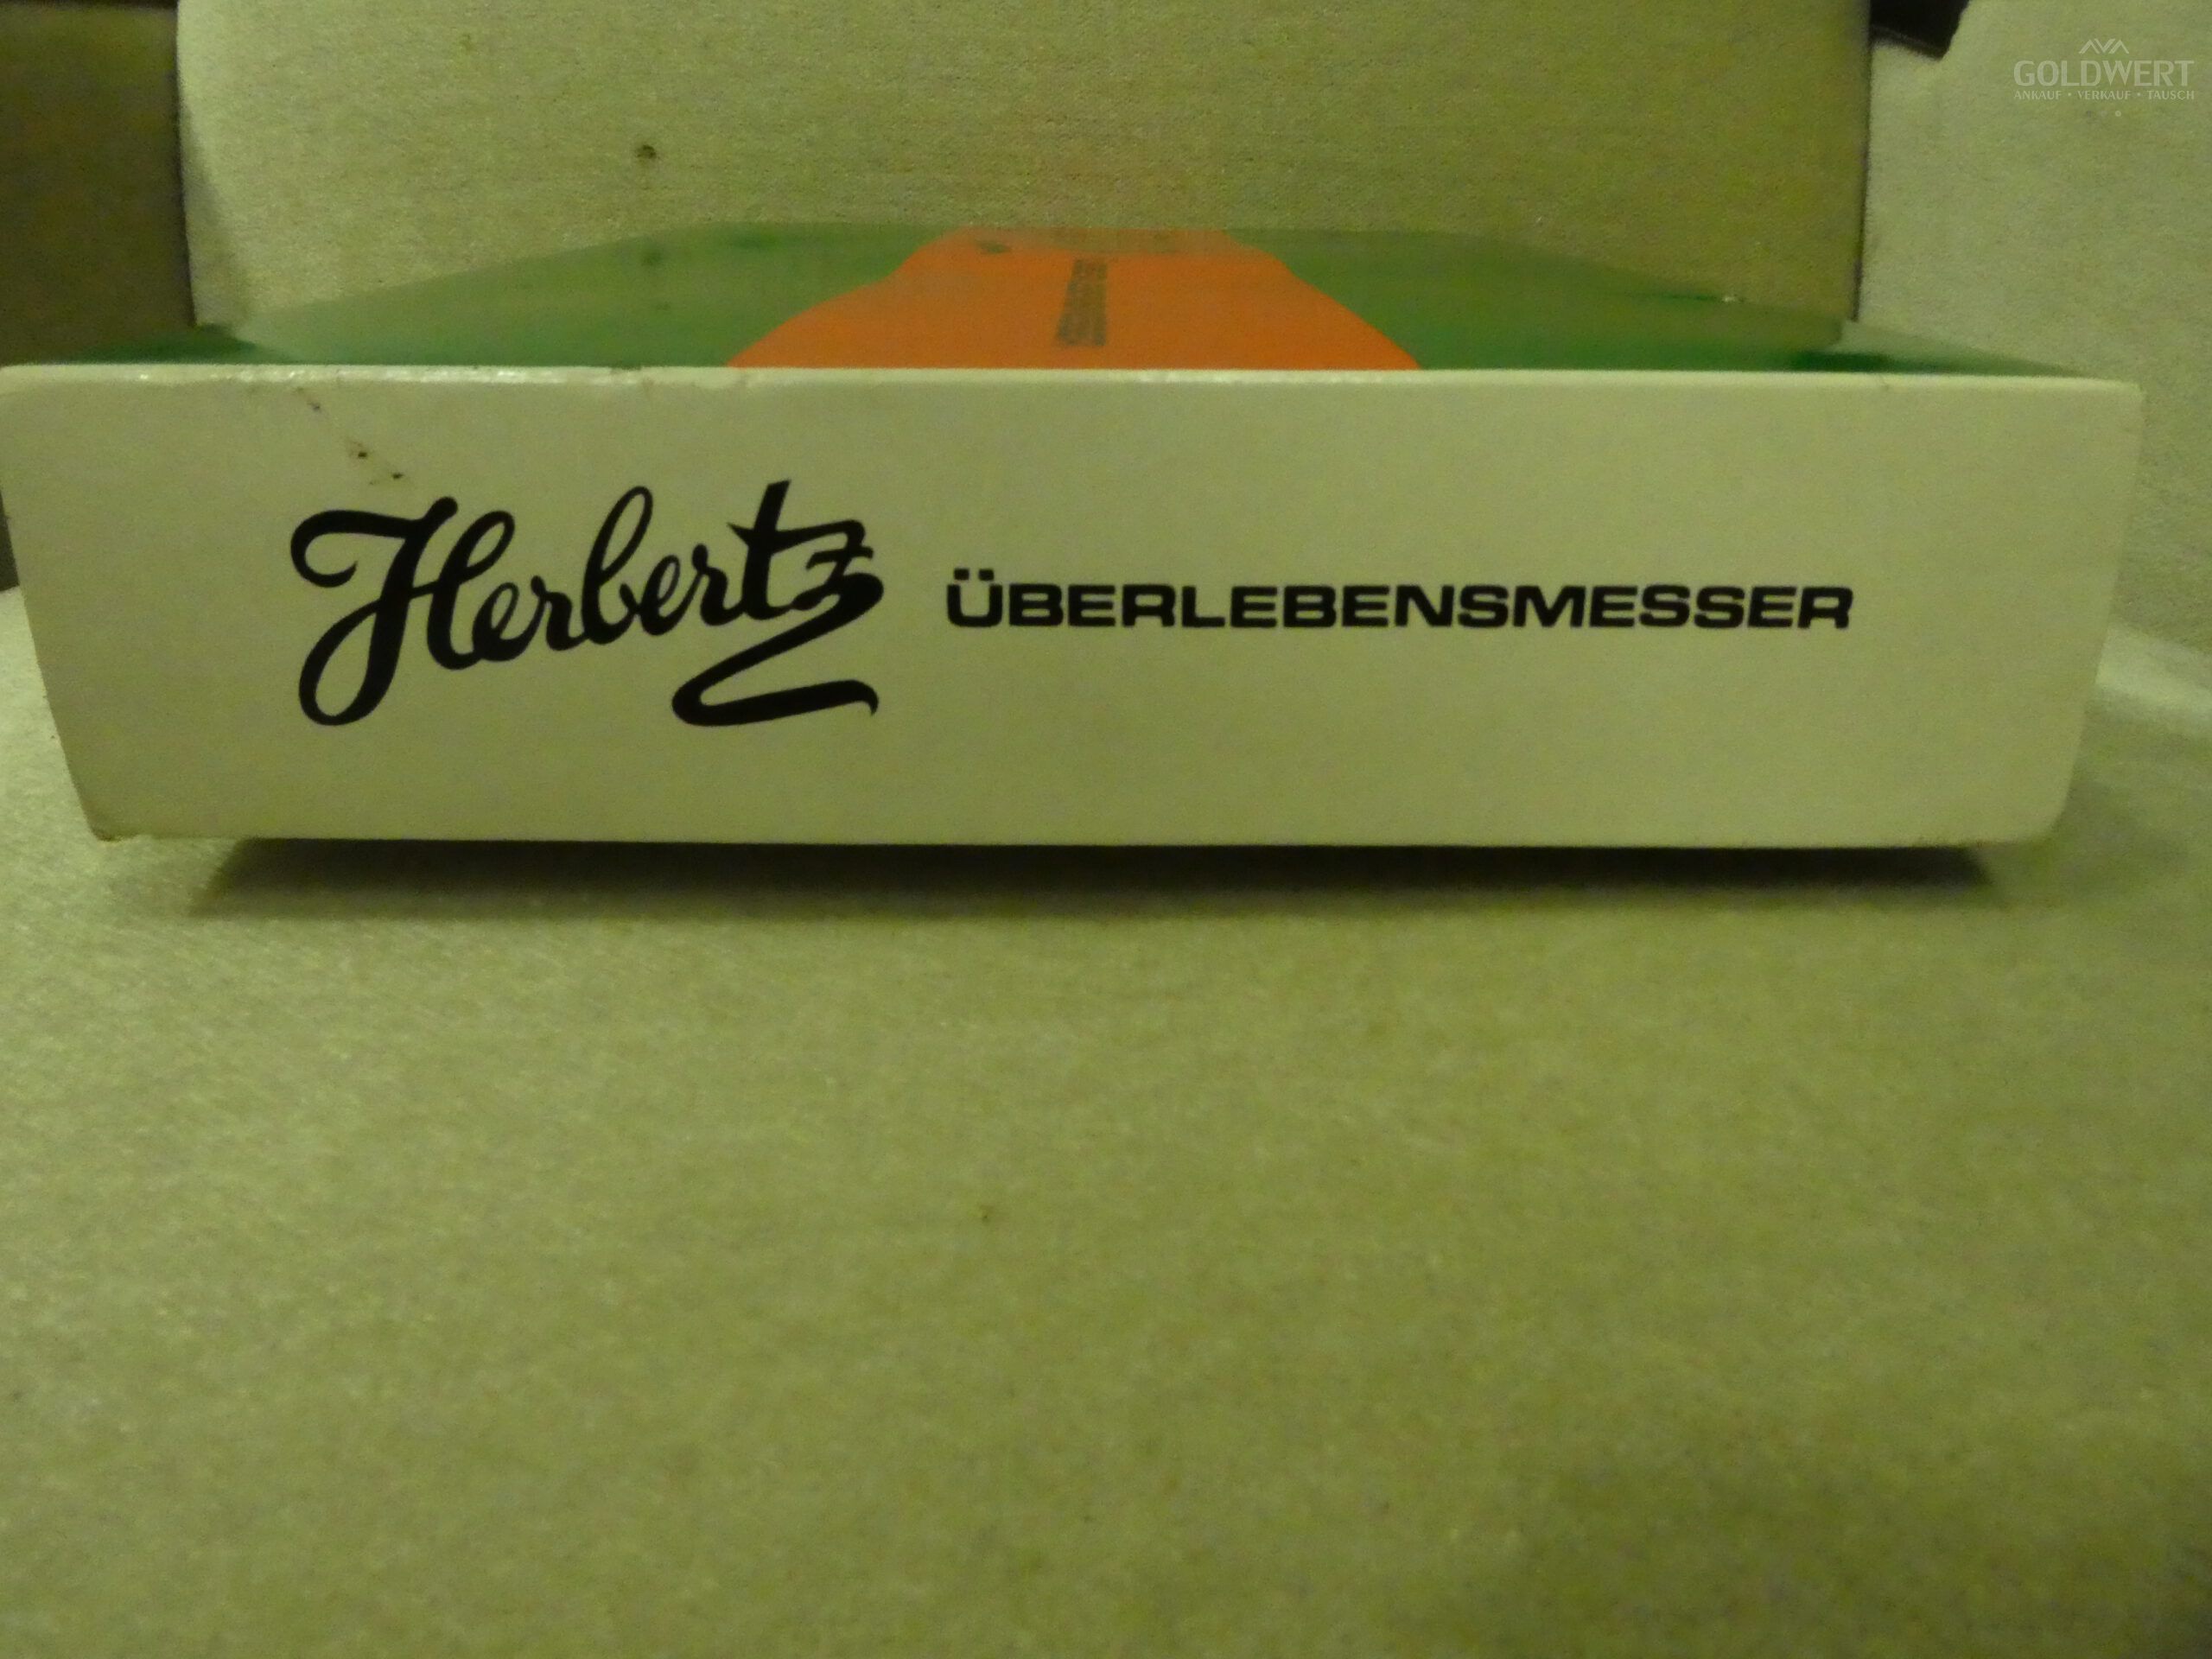 GOLDWERT
ANKAUF • VERKAUF • TAUSCH
Herbertz ÜBERLEBENSMESSER